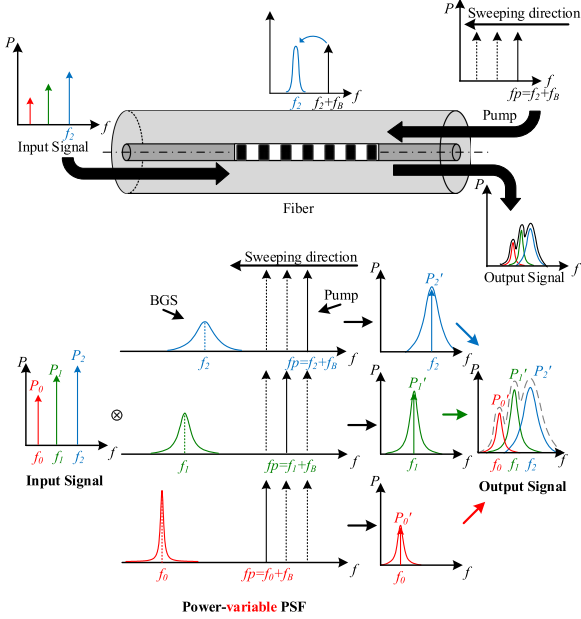 P
f₂
f
Input Signal
f₂
f₂+f_B
f
Sweeping direction
P
f
fp=f₂+f_B
Pump
Fiber
P
f
Output Signal
Sweeping direction
BGS
Pump
f₂
fp=f₂+f_B
f
P
P₂'
f₂
f
P
P₀
P₁
P₂
f₀
f₁
f₂
f
Input Signal
⊗
f₁
fp=f₁+f_B
f
P
P₁'
f₁
f
P
P₀'
P₁'
P₂'
f₀
f₁
f₂
f
Output Signal
f₀
fp=f₀+f_B
f
P
P₀'
f₀
f
Power-variable PSF